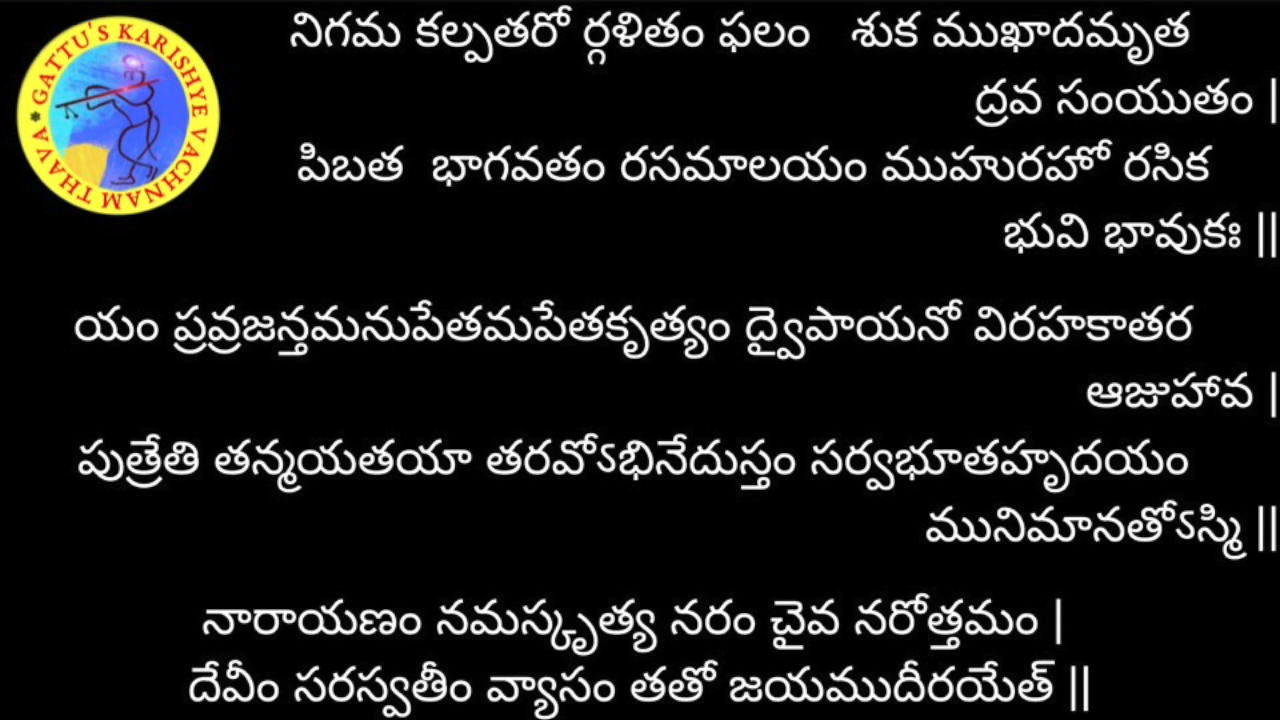 GATTU'S KARISHYE VACHNAM THAVA *
నిగమ కల్పతరో ర్గళితం ఫలం శుక ముఖాదమృత
ద్రవ సంయుతం |
పిబత భాగవతం రసమాలయం ముహురహో రసిక
భువి భావుకః ||
యం ప్రవ్రజన్తమనుపేతమపేతకృత్యం ద్వైపాయనో విరహకాతర
ఆజుహావ |
పుత్రేతి తన్మయతయా తరవోఽభినేదుస్తం సర్వభూతహృదయం
మునిమానతోఽస్మి ||
నారాయణం నమస్కృత్య నరం చైవ నరోత్తమం |
దేవీం సరస్వతీం వ్యాసం తతో జయముదీరయేత్ ||